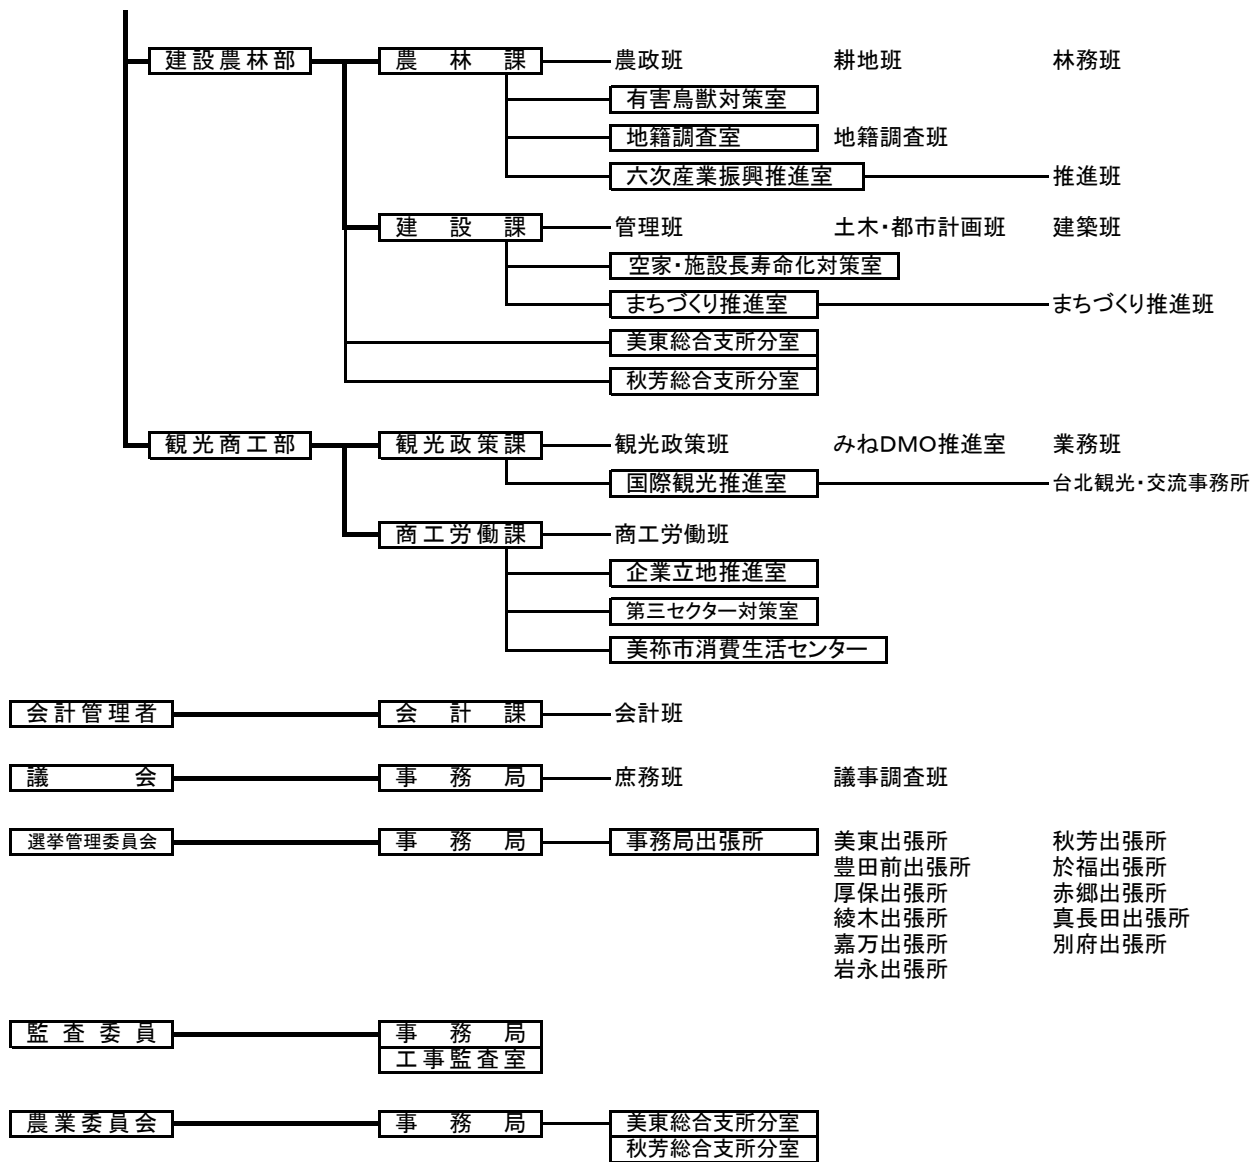 建設農林部 農林課 農政班 耕地班 林務班
有害鳥獣対策室
地籍調査室 地籍調査班
六次産業振興推進室 推進班
建設課 管理班 土木・都市計画班 建築班
空家・施設長寿命化対策室
まちづくり推進室 まちづくり推進班
美東総合支所分室
秋芳総合支所分室
観光商工部 観光政策課 観光政策班 みねDMO推進室 業務班
国際観光推進室 台北観光・交流事務所
商工労働課 商工労働班
企業立地推進室
第三セクター対策室
美祢市消費生活センター
会計管理者 会計課 会計班
議会 事務局 庶務班 議事調査班
選挙管理委員会 事務局 事務局出張所 美東出張所 秋芳出張所
豊田前出張所 於福出張所
厚保出張所 赤郷出張所
綾木出張所 真長田出張所
嘉万出張所 別府出張所
岩永出張所
監査委員 事務局
工事監査室
農業委員会 事務局 美東総合支所分室
秋芳総合支所分室